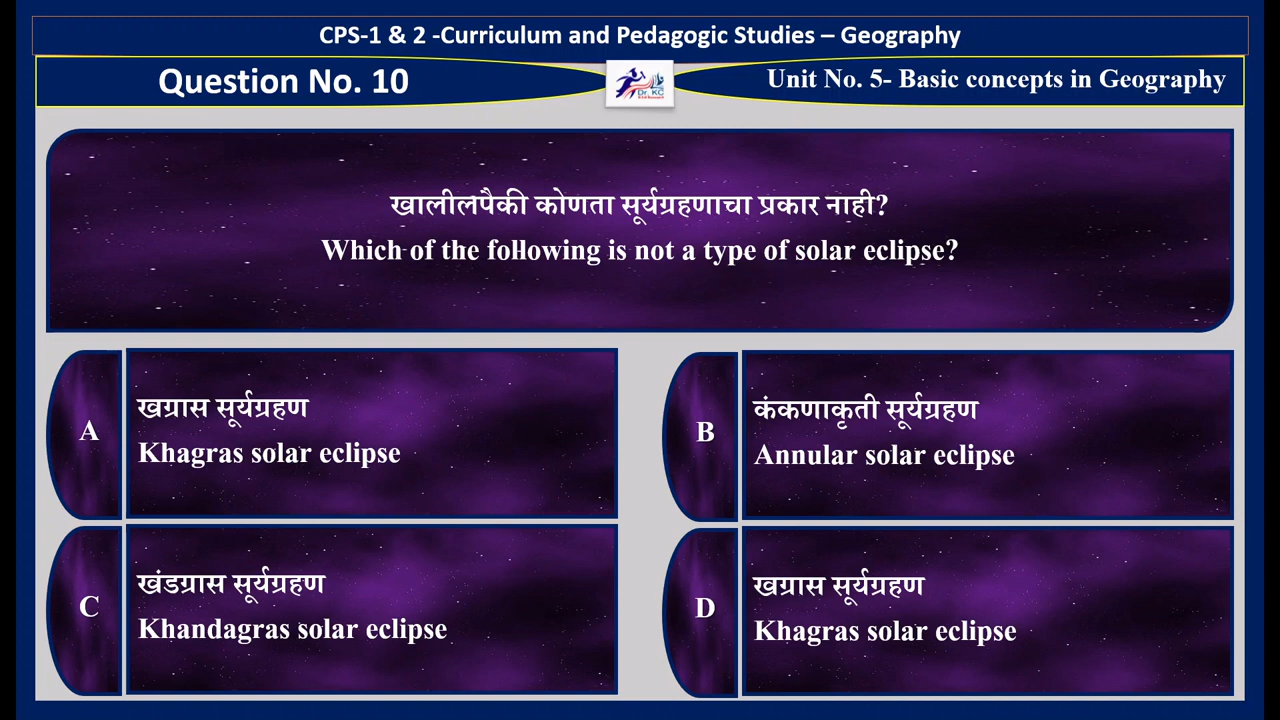 CPS-1 & 2 -Curriculum and Pedagogic Studies – Geography
Question No. 10
Dr. KC
Unit No. 5- Basic concepts in Geography
खालीलपैकी कोणता सूर्यग्रहणाचा प्रकार नाही?
Which of the following is not a type of solar eclipse?
A
खग्रास सूर्यग्रहण
Khagras solar eclipse
B
कंकणाकृती सूर्यग्रहण
Annular solar eclipse
C
खंडग्रास सूर्यग्रहण
Khandagras solar eclipse
D
खग्रास सूर्यग्रहण
Khagras solar eclipse